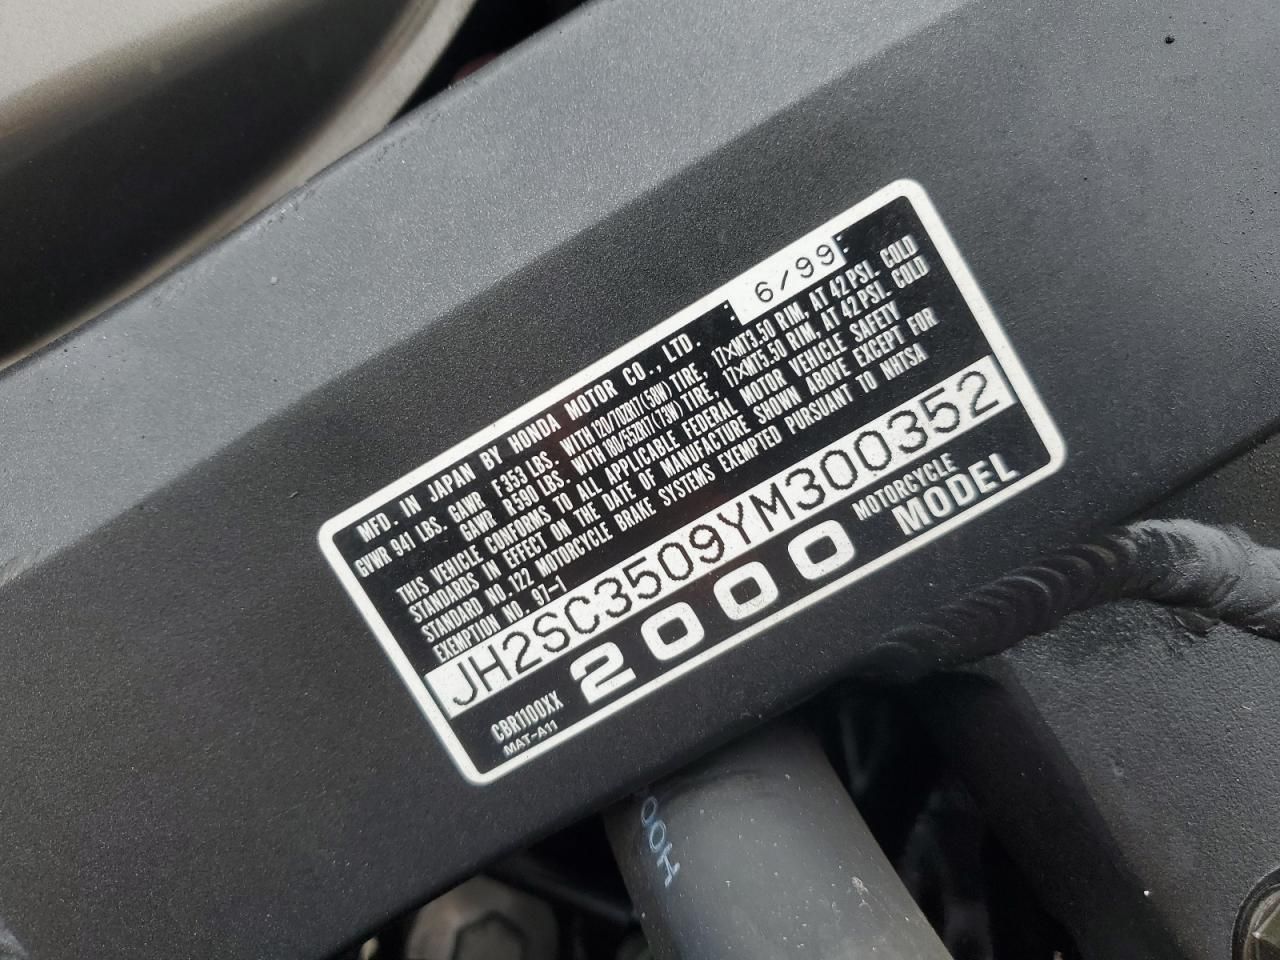 MFD. IN JAPAN BY HONDA MOTOR CO., LTD. 6/99
GVWR 941 LBS. GAWR F353 LBS. WITH 120/70ZR17(58W) TIRE, 17×MT3.50 RIM, AT 42 PSI. COLD
GAWR R590 LBS. WITH 180/55ZR17(73W) TIRE, 17×MT5.50 RIM, AT 42 PSI. COLD
THIS VEHICLE CONFORMS TO ALL APPLICABLE FEDERAL MOTOR VEHICLE SAFETY
STANDARDS IN EFFECT ON THE DATE OF MANUFACTURE SHOWN ABOVE EXCEPT FOR
STANDARD NO.122 MOTORCYCLE BRAKE SYSTEMS EXEMPTED PURSUANT TO NHTSA
EXEMPTION NO. 97-1
JH2SC3509YM300352
CBR1100XX 2000 MOTORCYCLE
MAT-A11 MODEL
00H